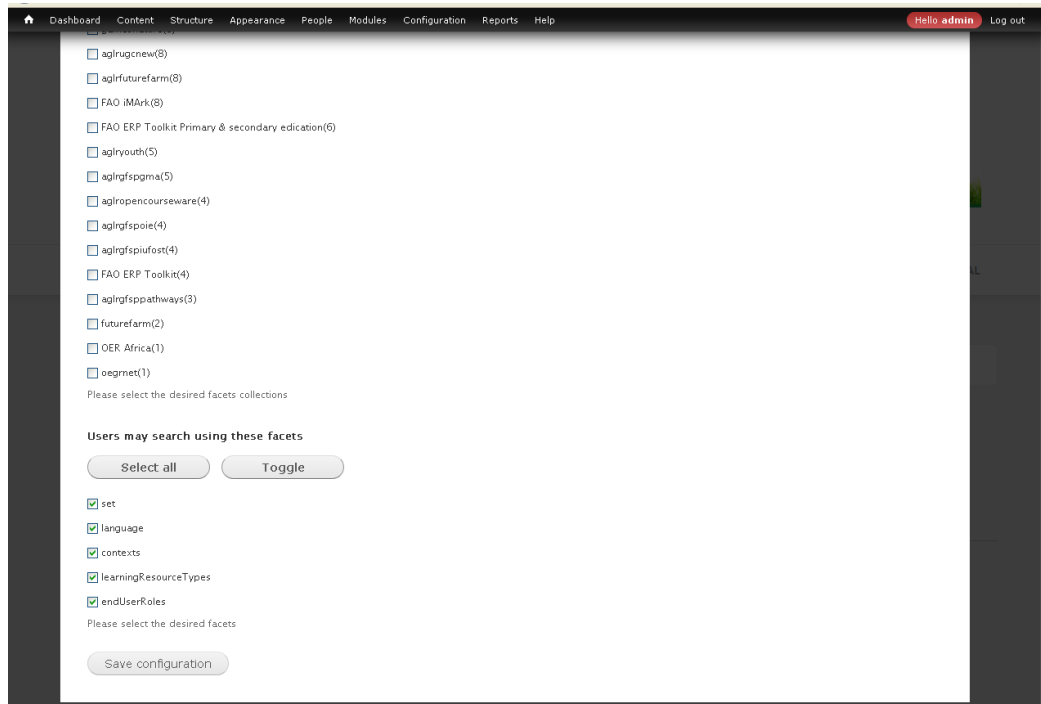 Dashboard Content Structure Appearance People Modules Configuration Reports Help Hello admin Log out
aglrugcnew(8)
aglrfuturefarm(8)
FAO iMArk(8)
FAO ERP Toolkit Primary & secondary edication(6)
aglryouth(5)
aglrgfspgma(5)
aglropencourseware(4)
aglrgfspoie(4)
aglrgfspiufost(4)
FAO ERP Toolkit(4)
aglrgfsppathways(3)
futurefarm(2)
OER Africa(1)
oegrnet(1)
Please select the desired facets collections
Users may search using these facets
Select all Toggle
set
language
contexts
learningResourceTypes
endUserRoles
Please select the desired facets
Save configuration